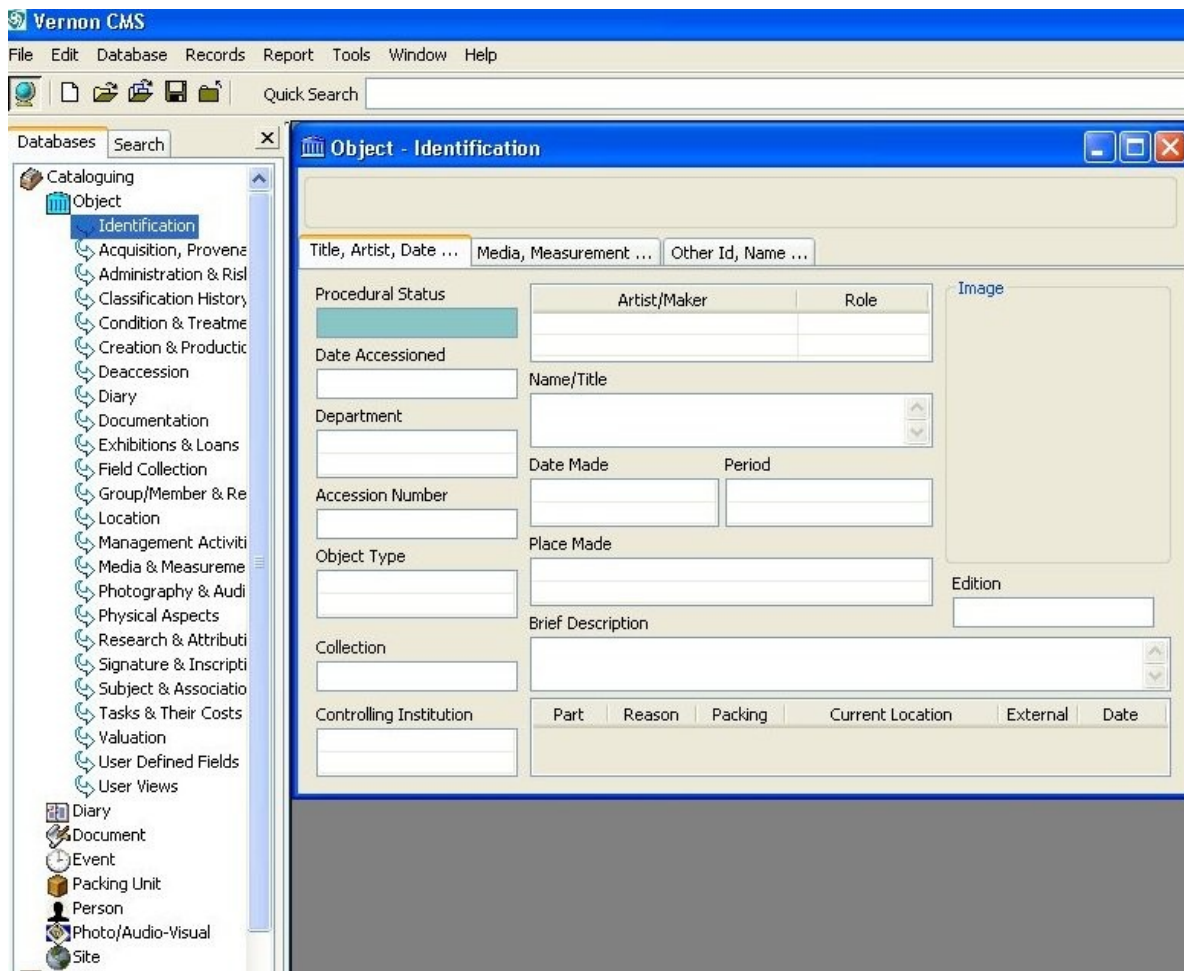 Vernon CMS
File Edit Database Records Report Tools Window Help
Quick Search
Databases Search
Cataloguing
Object
Identification
Acquisition, Provena
Administration & Risl
Classification History
Condition & Treatme
Creation & Productic
Deaccession
Diary
Documentation
Exhibitions & Loans
Field Collection
Group/Member & Re
Location
Management Activiti
Media & Measureme
Photography & Audi
Physical Aspects
Research & Attributi
Signature & Inscripti
Subject & Associatio
Tasks & Their Costs
Valuation
User Defined Fields
User Views
Diary
Document
Event
Packing Unit
Person
Photo/Audio-Visual
Site
Object - Identification
Title, Artist, Date ... Media, Measurement ... Other Id, Name ...
Procedural Status
Date Accessioned
Department
Accession Number
Object Type
Collection
Controlling Institution
Artist/Maker Role
Name/Title
Date Made Period
Place Made
Brief Description
Part Reason Packing Current Location External Date
Image
Edition